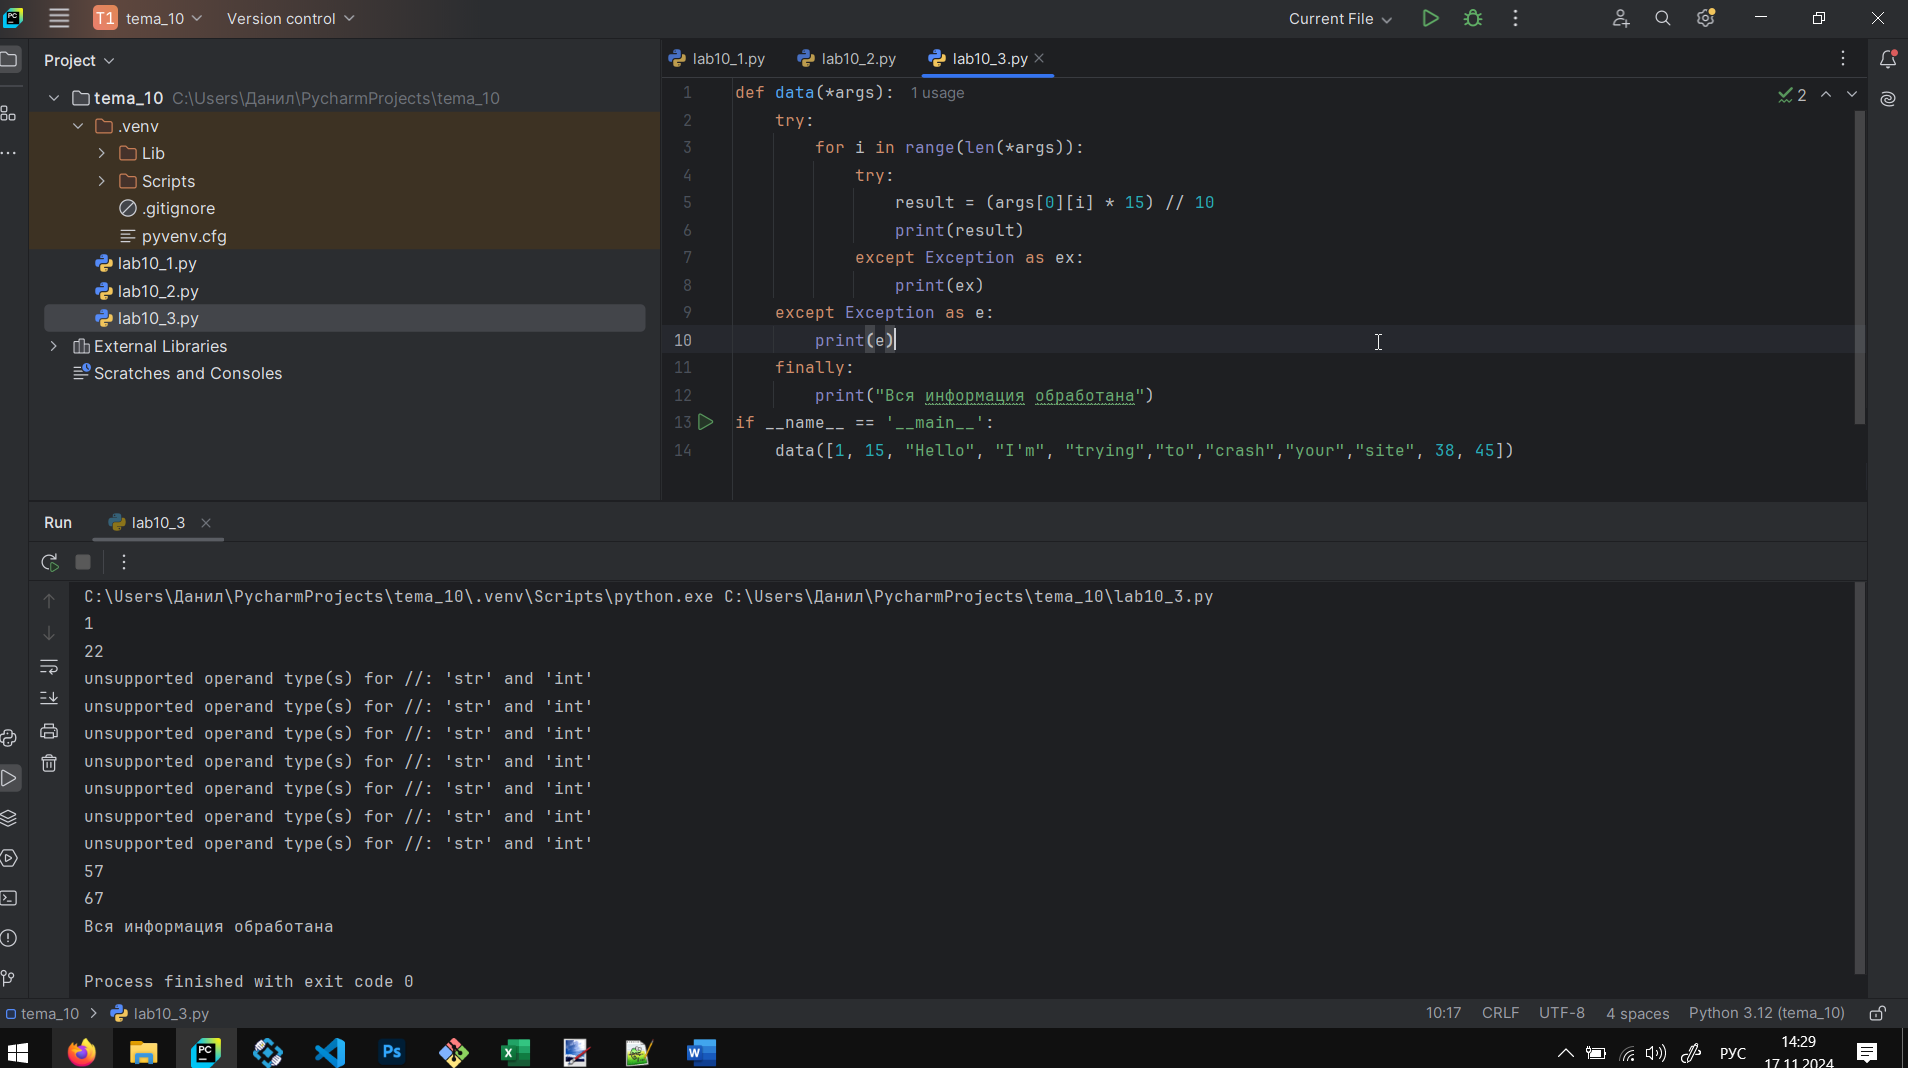 T1 tema_10 Version control Current File
Project
lab10_1.py lab10_2.py lab10_3.py
tema_10 C:\Users\Данил\PycharmProjects\tema_10
.venv
Lib
Scripts
.gitignore
pyvenv.cfg
lab10_1.py
lab10_2.py
lab10_3.py
External Libraries
Scratches and Consoles
1 def data(*args): 1 usage
2 try:
3 for i in range(len(*args)):
4 try:
5 result = (args[0][i] * 15) // 10
6 print(result)
7 except Exception as ex:
8 print(ex)
9 except Exception as e:
10 print(e)
11 finally:
12 print("Вся информация обработана")
13 if __name__ == '__main__':
14 data([1, 15, "Hello", "I'm", "trying","to","crash","your","site", 38, 45])
2
Run lab10_3
C:\Users\Данил\PycharmProjects\tema_10\.venv\Scripts\python.exe C:\Users\Данил\PycharmProjects\tema_10\lab10_3.py
1
22
unsupported operand type(s) for //: 'str' and 'int'
unsupported operand type(s) for //: 'str' and 'int'
unsupported operand type(s) for //: 'str' and 'int'
unsupported operand type(s) for //: 'str' and 'int'
unsupported operand type(s) for //: 'str' and 'int'
unsupported operand type(s) for //: 'str' and 'int'
unsupported operand type(s) for //: 'str' and 'int'
57
67
Вся информация обработана
Process finished with exit code 0
tema_10 lab10_3.py 10:17 CRLF UTF-8 4 spaces Python 3.12 (tema_10)
PC Ps РУС 14:29
17.11.2024